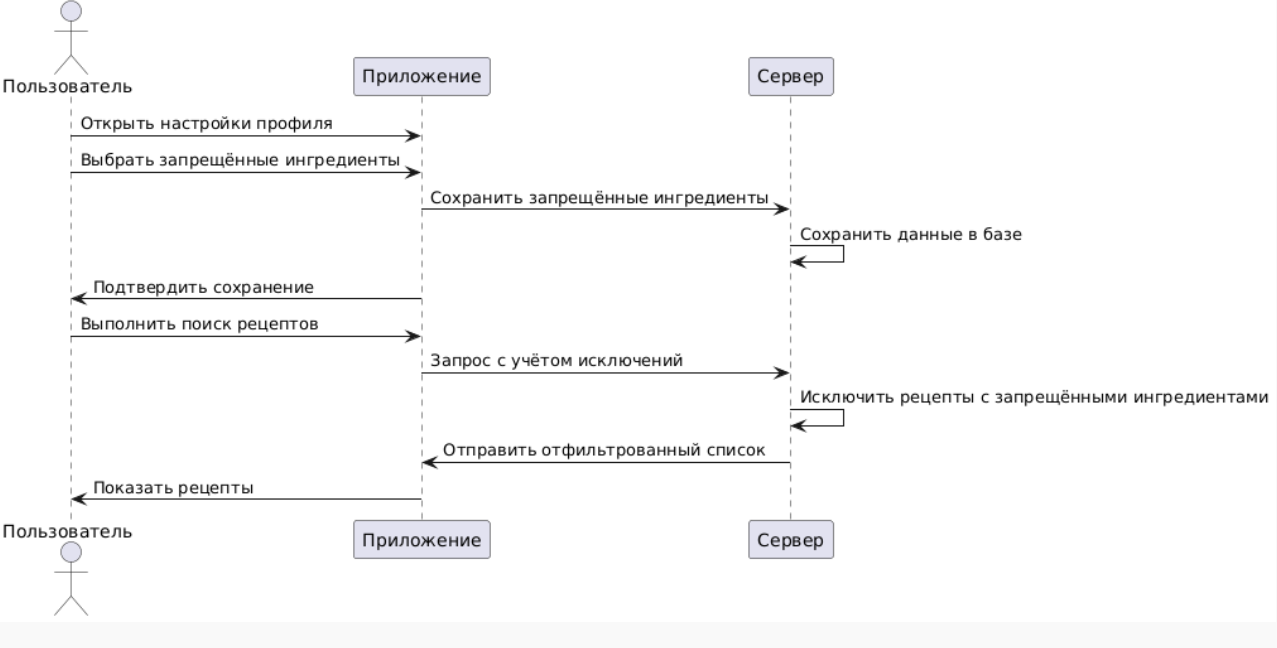 Пользователь
Приложение
Сервер
Открыть настройки профиля
Выбрать запрещённые ингредиенты
Сохранить запрещённые ингредиенты
Сохранить данные в базе
Подтвердить сохранение
Выполнить поиск рецептов
Запрос с учётом исключений
Исключить рецепты с запрещёнными ингредиентами
Отправить отфильтрованный список
Показать рецепты
Пользователь
Приложение
Сервер